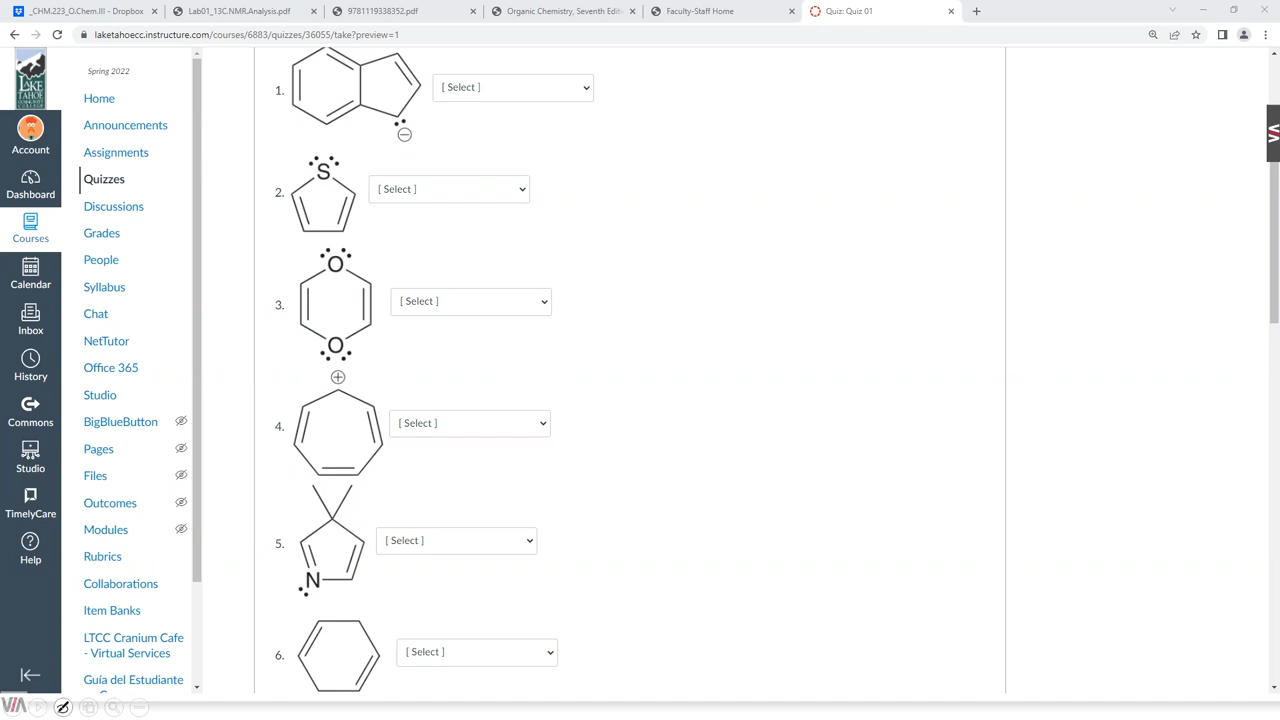 _CHM.223_O.Chem.III - Dropbox
Lab01_13C.NMR.Analysis.pdf
9781119338352.pdf
Organic Chemistry, Seventh Editi
Faculty-Staff Home
Quiz: Quiz 01
laketahoecc.instructure.com/courses/6883/quizzes/36055/take?preview=1
LAKE
TAHOE
Account
Dashboard
Courses
Calendar
Inbox
History
Commons
Studio
TimelyCare
Help
Spring 2022
Home
Announcements
Assignments
Quizzes
Discussions
Grades
People
Syllabus
Chat
NetTutor
Office 365
Studio
BigBlueButton
Pages
Files
Outcomes
Modules
Rubrics
Collaborations
Item Banks
LTCC Cranium Cafe
- Virtual Services
Guía del Estudiante
1. [ Select ]
S
2. [ Select ]
O
3. [ Select ]
O
4. [ Select ]
5. [ Select ]
N
6. [ Select ]
VIA